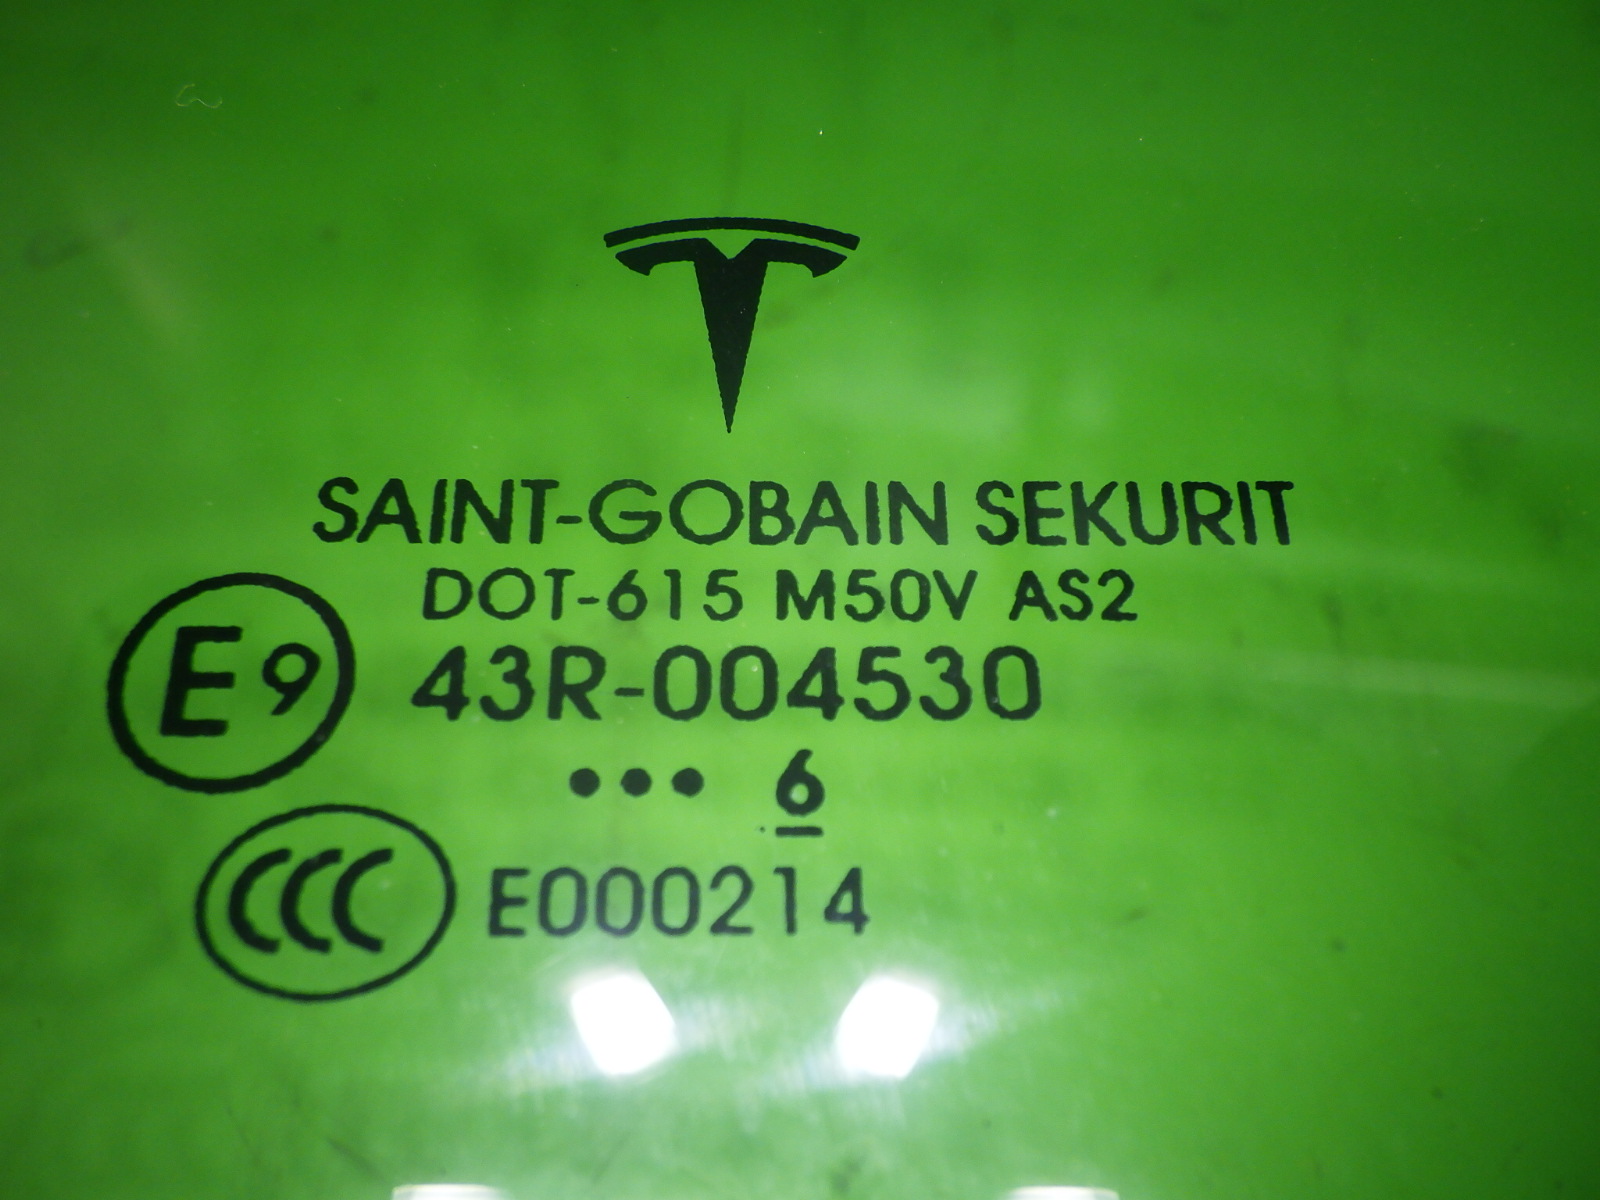 SAINT-GOBAIN SEKURIT
DOT-615 M50V AS2
E9 43R-004530
••• 6
CCC E000214